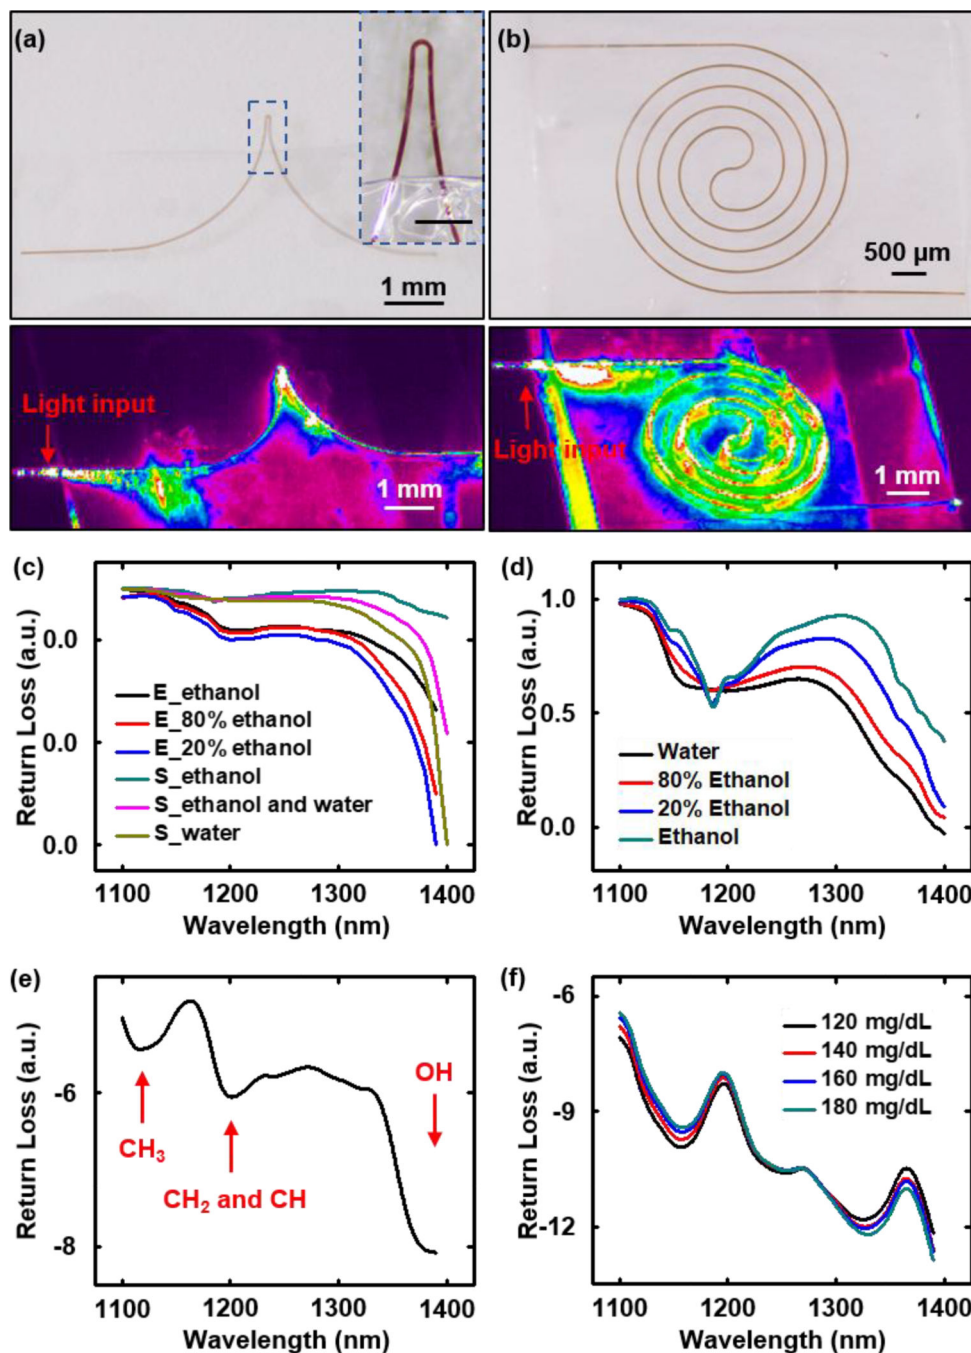 (a)
1 mm
(b)
500 µm
Light input
1 mm
Light input
1 mm
(c)
Return Loss (a.u.)
0.0
0.0
0.0
E_ethanol
E_80% ethanol
E_20% ethanol
S_ethanol
S_ethanol and water
S_water
1100 1200 1300 1400
Wavelength (nm)
(d)
Return Loss (a.u.)
1.0
0.5
0.0
Water
80% Ethanol
20% Ethanol
Ethanol
1100 1200 1300 1400
Wavelength (nm)
(e)
Return Loss (a.u.)
-6
-8
CH₃
CH₂ and CH
OH
1100 1200 1300 1400
Wavelength (nm)
(f)
Return Loss (a.u.)
-6
-9
-12
120 mg/dL
140 mg/dL
160 mg/dL
180 mg/dL
1100 1200 1300 1400
Wavelength (nm)